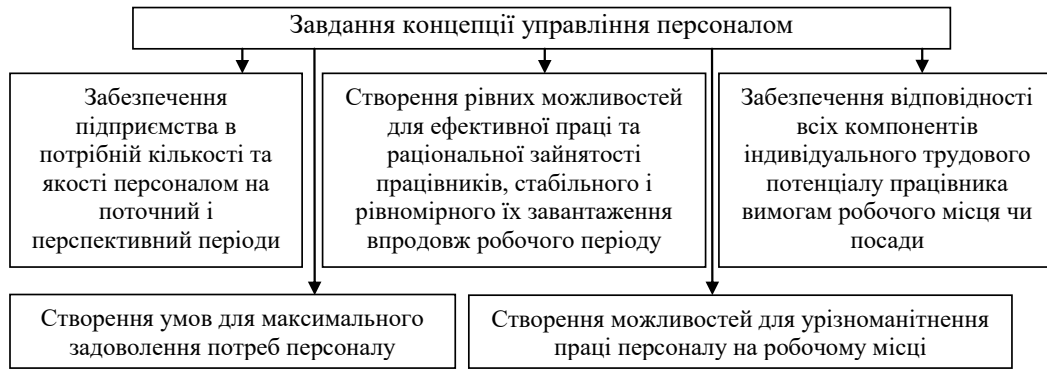 Завдання концепції управління персоналом
Забезпечення
підприємства в
потрібній кількості та
якості персоналом на
поточний і
перспективний періоди
Створення рівних можливостей
для ефективної праці та
раціональної зайнятості
працівників, стабільного і
рівномірного їх завантаження
впродовж робочого періоду
Забезпечення відповідності
всіх компонентів
індивідуального трудового
потенціалу працівника
вимогам робочого місця чи
посади
Створення умов для максимального
задоволення потреб персоналу
Створення можливостей для урізноманітнення
праці персоналу на робочому місці